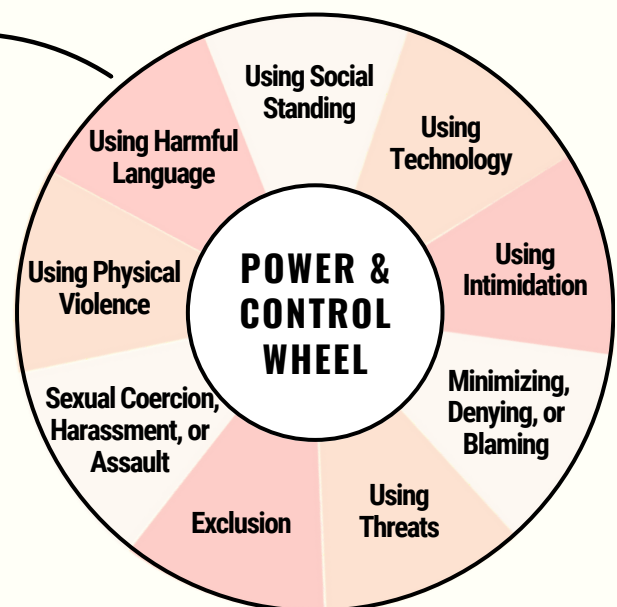 Using Social
Standing
Using
Technology
Using
Intimidation
Minimizing,
Denying, or
Blaming
Using
Threats
Exclusion
Sexual Coercion,
Harassment, or
Assault
Using Physical
Violence
Using Harmful
Language
POWER &
CONTROL
WHEEL